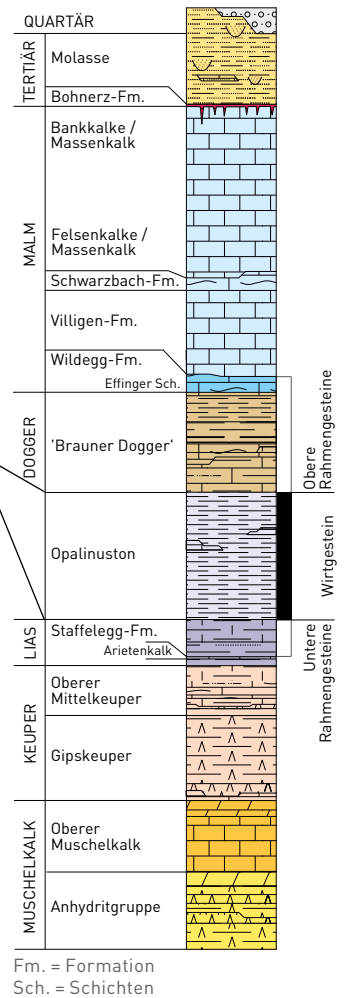 QUARTÄR
TERTIÄR
Molasse
Bohnerz-Fm.
MALM
Bankkalke /
Massenkalk
Felsenkalke /
Massenkalk
Schwarzbach-Fm.
Villigen-Fm.
Wildegg-Fm.
Effinger Sch.
DOGGER
'Brauner Dogger'
Obere
Rahmengesteine
Opalinuston
Wirtgestein
LIAS
Staffelegg-Fm.
Arietenkalk
Untere
Rahmengesteine
KEUPER
Oberer
Mittelkeuper
Gipskeuper
MUSCHELKALK
Oberer
Muschelkalk
Anhydritgruppe
Fm. = Formation
Sch. = Schichten